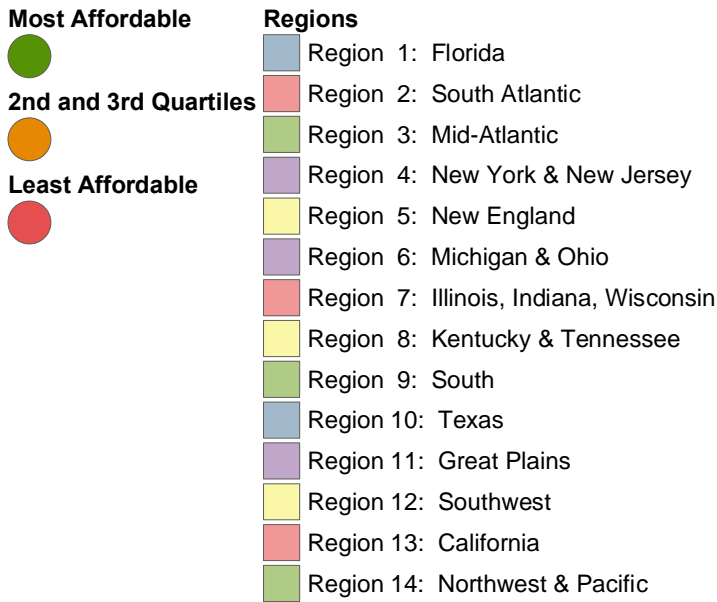 Most Affordable
2nd and 3rd Quartiles
Least Affordable
Regions
Region 1: Florida
Region 2: South Atlantic
Region 3: Mid-Atlantic
Region 4: New York & New Jersey
Region 5: New England
Region 6: Michigan & Ohio
Region 7: Illinois, Indiana, Wisconsin
Region 8: Kentucky & Tennessee
Region 9: South
Region 10: Texas
Region 11: Great Plains
Region 12: Southwest
Region 13: California
Region 14: Northwest & Pacific